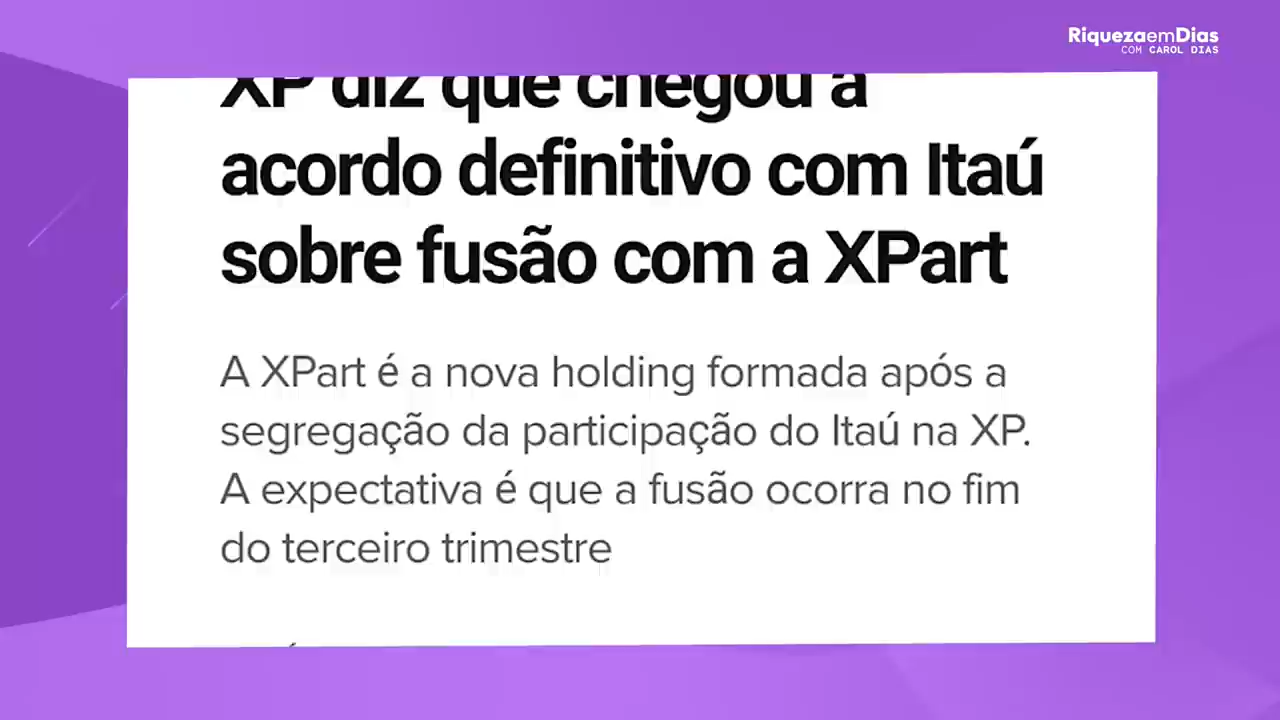 RiquezaemDias
COM CAROL DIAS
XP diz que chegou a
acordo definitivo com Itaú
sobre fusão com a XPart
A XPart é a nova holding formada após a
segregação da participação do Itaú na XP.
A expectativa é que a fusão ocorra no fim
do terceiro trimestre